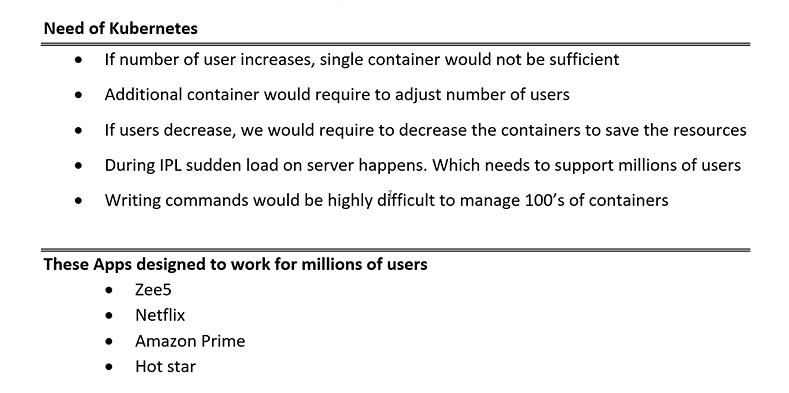 Need of Kubernetes
• If number of user increases, single container would not be sufficient
• Additional container would require to adjust number of users
• If users decrease, we would require to decrease the containers to save the resources
• During IPL sudden load on server happens. Which needs to support millions of users
• Writing commands would be highly difficult to manage 100’s of containers
These Apps designed to work for millions of users
• Zee5
• Netflix
• Amazon Prime
• Hot star